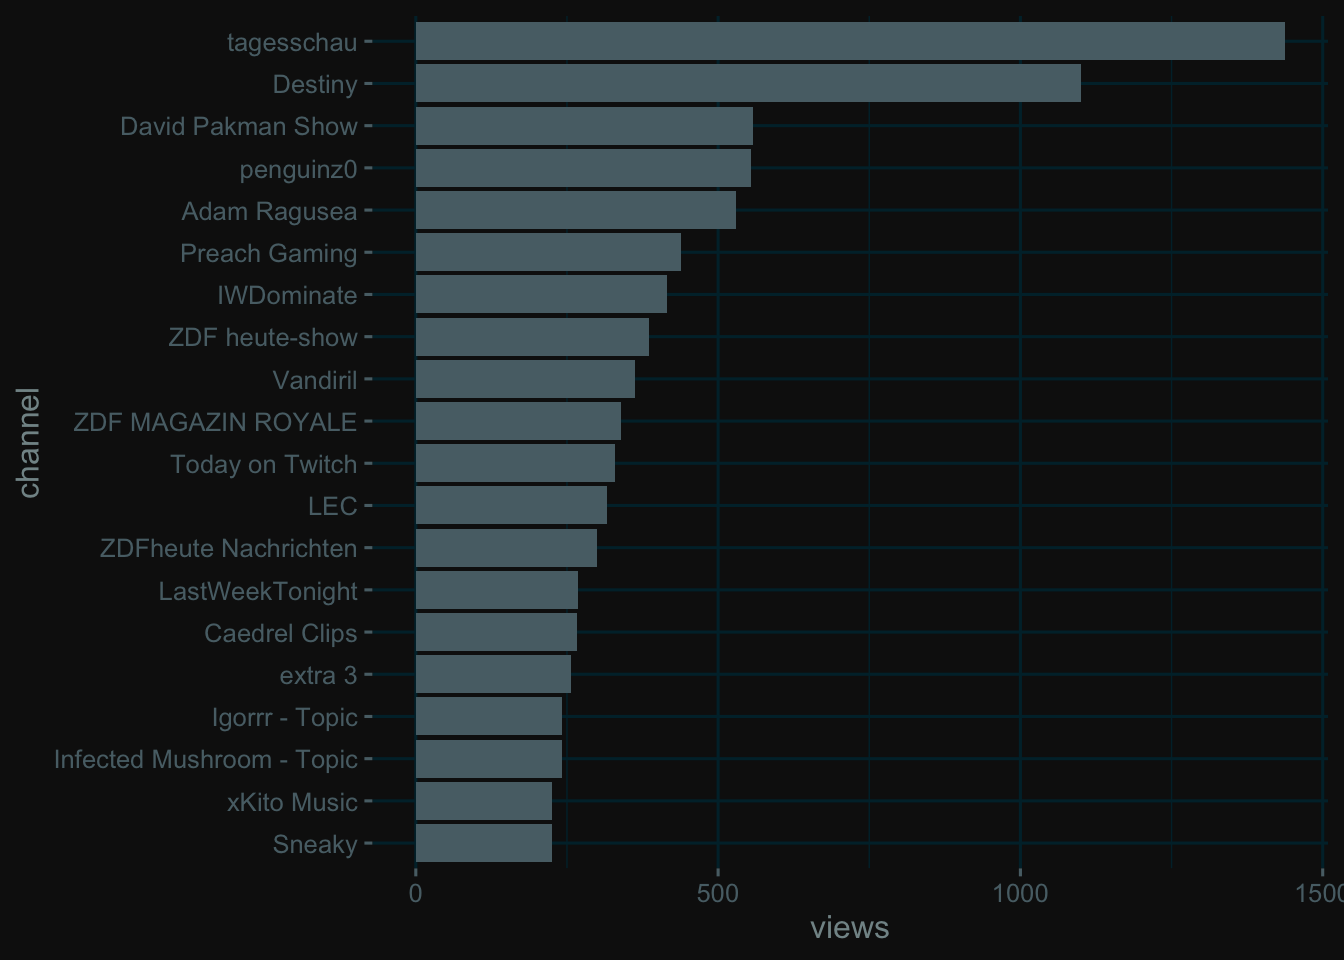 tagesschau
Destiny
David Pakman Show
penguinz0
Adam Ragusea
Preach Gaming
IWDominate
ZDF heute-show
Vandiril
ZDF MAGAZIN ROYALE
Today on Twitch
LEC
ZDFheute Nachrichten
LastWeekTonight
Caedrel Clips
extra 3
Igorrr - Topic
Infected Mushroom - Topic
xKito Music
Sneaky
channel
0 500 1000 1500
views